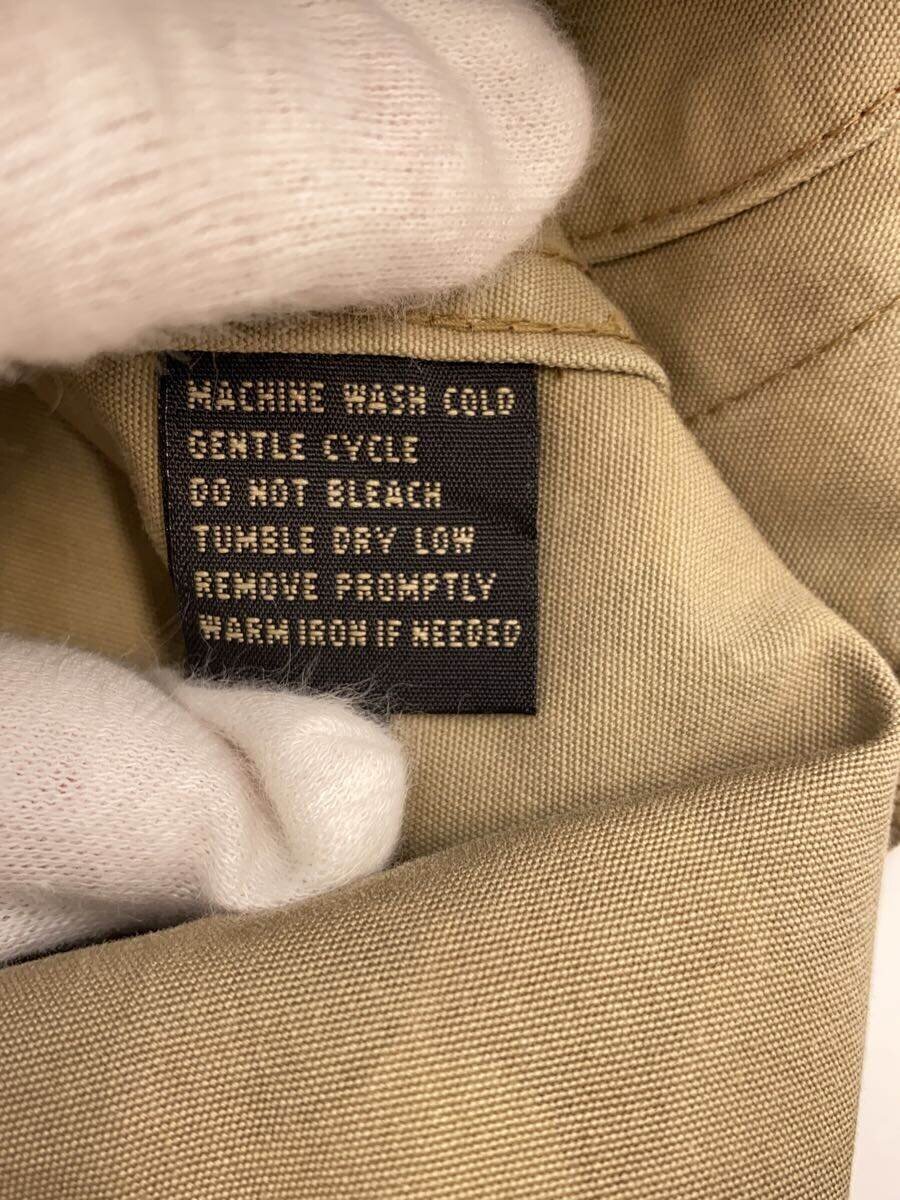 MACHINE WASH COLD
GENTLE CYCLE
DO NOT BLEACH
TUMBLE DRY LOW
REMOVE PROMPTLY
WARM IRON IF NEEDED